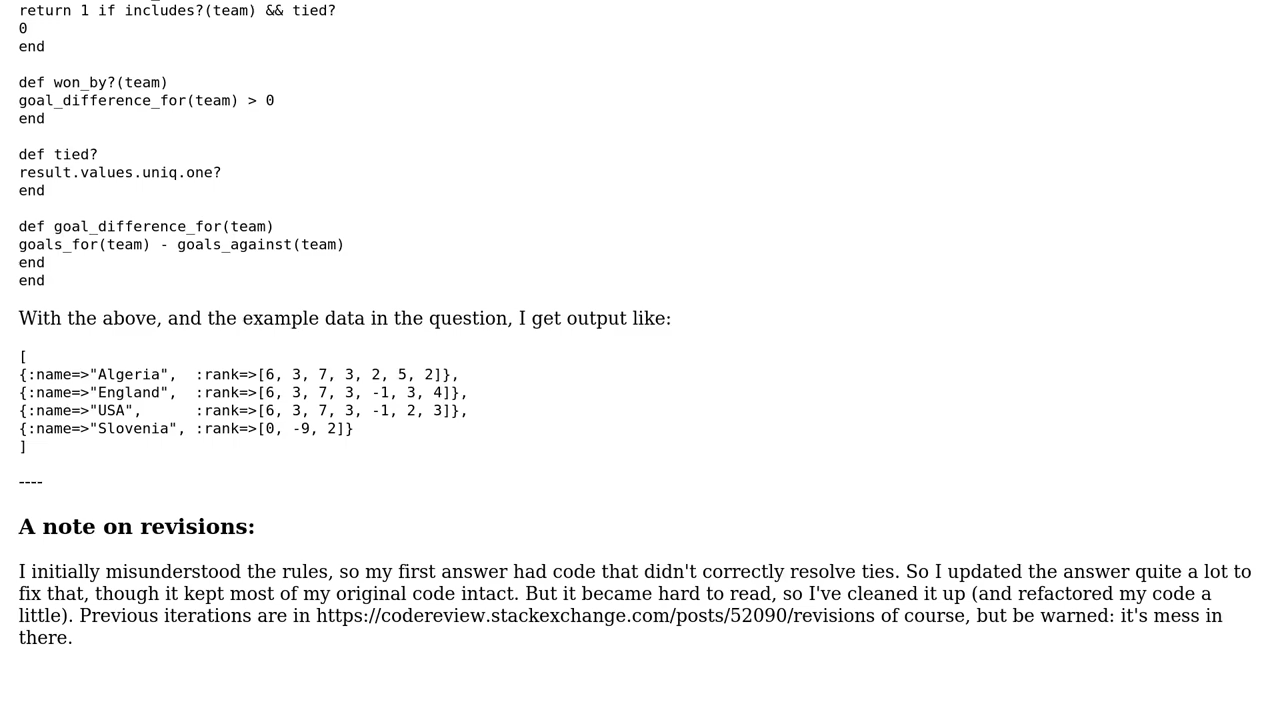 return 1 if includes?(team) && tied?
0
end

def won_by?(team)
goal_difference_for(team) > 0
end

def tied?
result.values.uniq.one?
end

def goal_difference_for(team)
goals_for(team) - goals_against(team)
end
end

With the above, and the example data in the question, I get output like:

[
{:name=>"Algeria",  :rank=>[6, 3, 7, 3, 2, 5, 2]},
{:name=>"England",  :rank=>[6, 3, 7, 3, -1, 3, 4]},
{:name=>"USA",      :rank=>[6, 3, 7, 3, -1, 2, 3]},
{:name=>"Slovenia", :rank=>[0, -9, 2]}
]

----

A note on revisions:

I initially misunderstood the rules, so my first answer had code that didn't correctly resolve ties. So I updated the answer quite a lot to
fix that, though it kept most of my original code intact. But it became hard to read, so I've cleaned it up (and refactored my code a
little). Previous iterations are in https://codereview.stackexchange.com/posts/52090/revisions of course, but be warned: it's mess in
there.